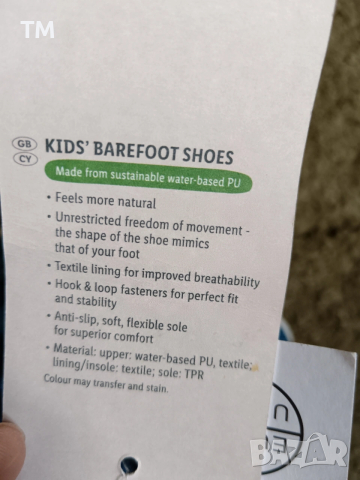 TM
GB
CY
KIDS' BAREFOOT SHOES
Made from sustainable water-based PU
• Feels more natural
• Unrestricted freedom of movement -
the shape of the shoe mimics
that of your foot
• Textile lining for improved breathability
• Hook & loop fasteners for perfect fit
and stability
• Anti-slip, soft, flexible sole
for superior comfort
• Material: upper: water-based PU, textile;
lining/insole: textile; sole: TPR
Colour may transfer and stain.
BAZAR